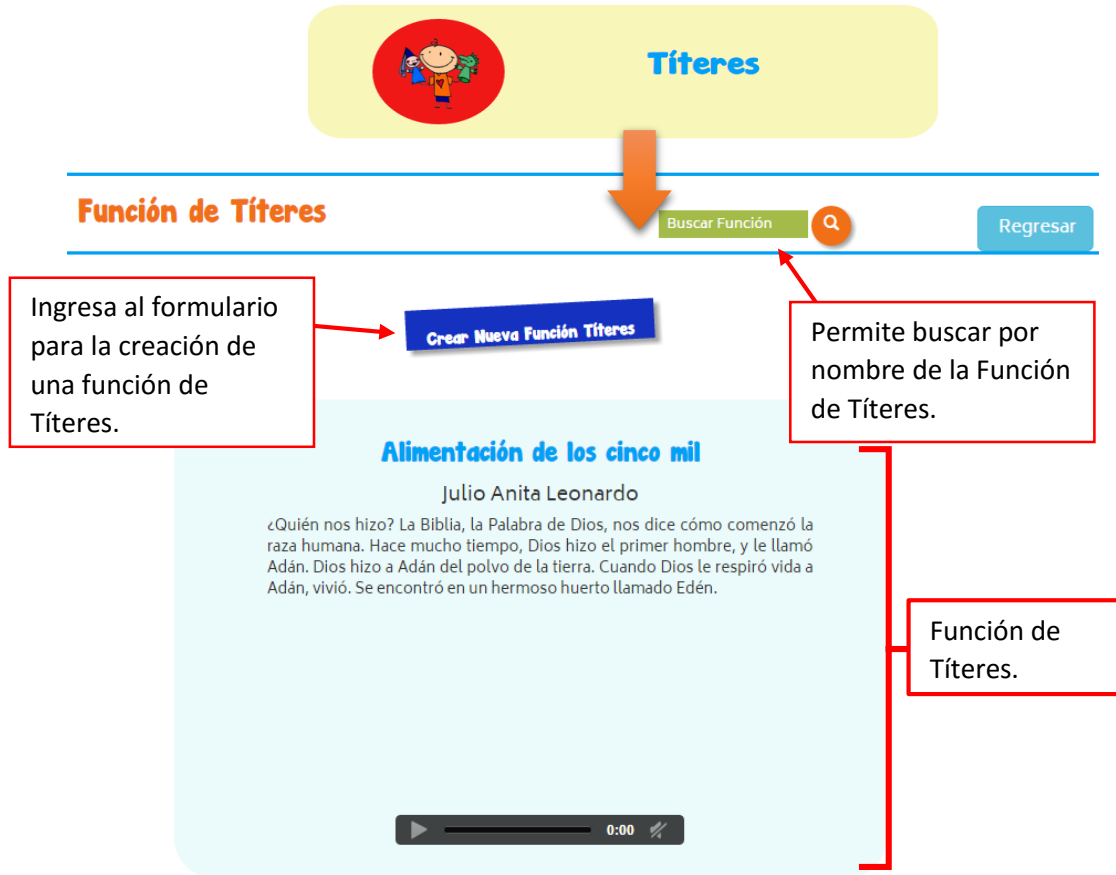 Títeres
Función de Títeres
Buscar Función
Regresar
Ingresa al formulario
para la creación de
una función de
Títeres.
Crear Nueva Función Títeres
Permite buscar por
nombre de la Función
de Títeres.
Alimentación de los cinco mil
Julio Anita Leonardo
¿Quién nos hizo? La Biblia, la Palabra de Dios, nos dice cómo comenzó la
raza humana. Hace mucho tiempo, Dios hizo el primer hombre, y le llamó
Adán. Dios hizo a Adán del polvo de la tierra. Cuando Dios le respiró vida a
Adán, vivió. Se encontró en un hermoso huerto llamado Edén.
Función de
Títeres.
0:00